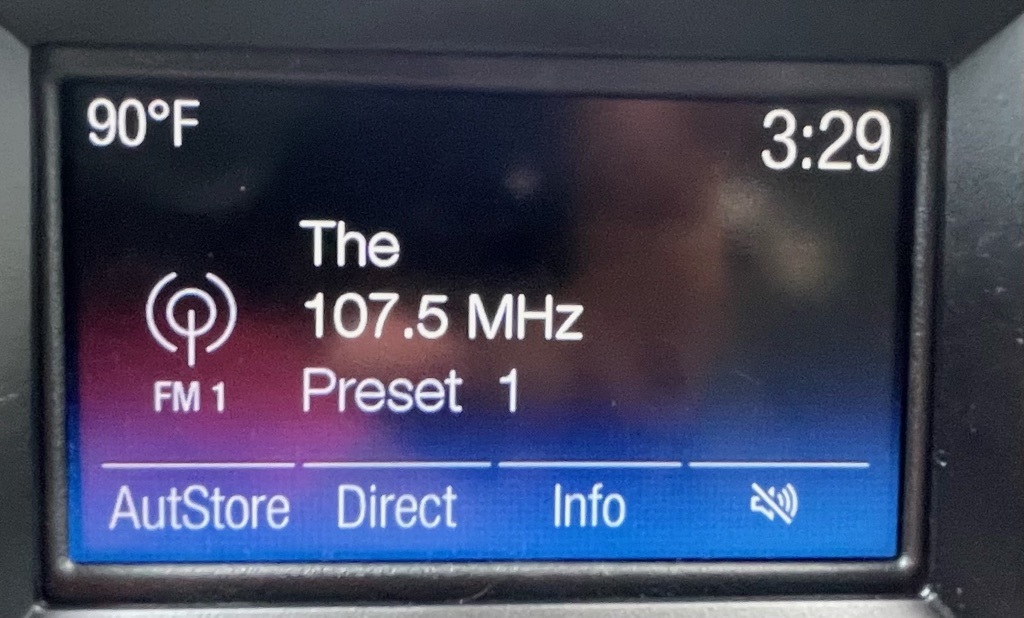 90°F
3:29
The
107.5 MHz
FM 1
Preset 1
AutStore Direct Info